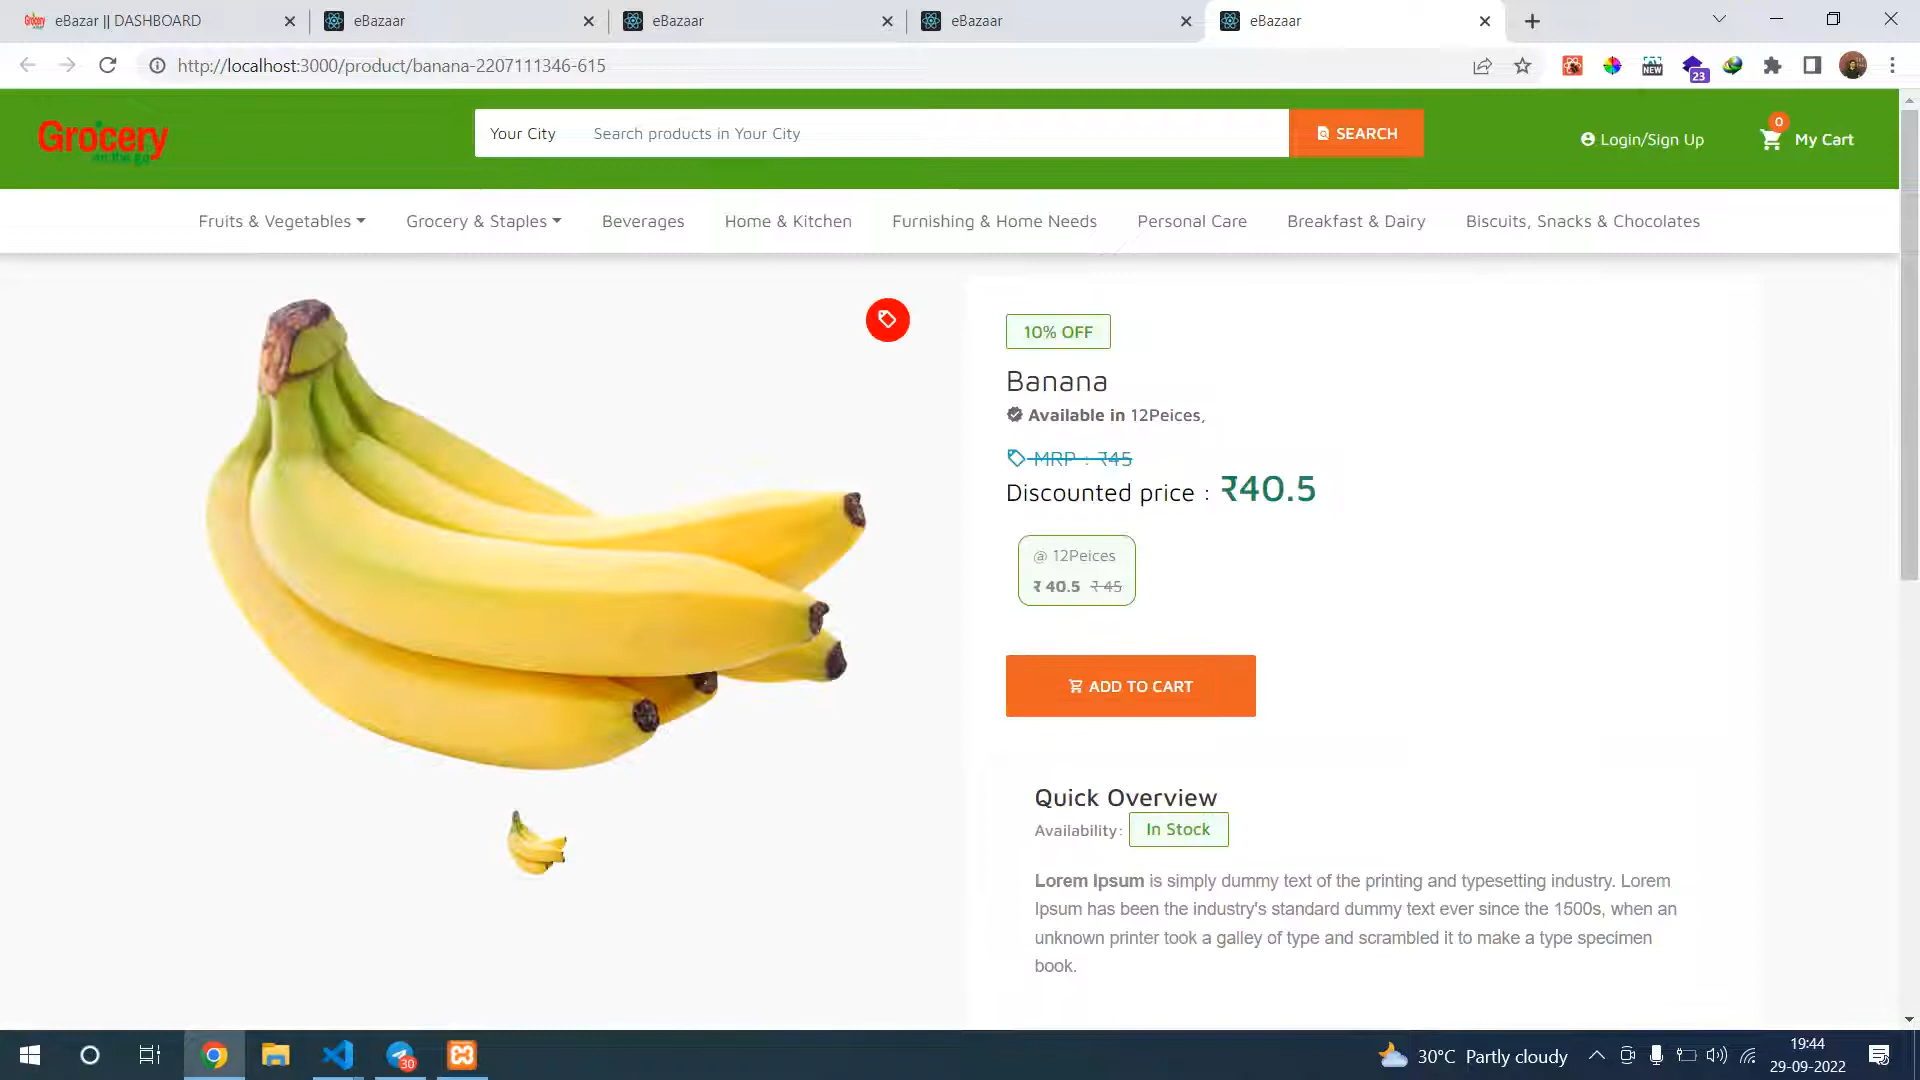 eBazar || DASHBOARD
eBazaar
eBazaar
eBazaar
eBazaar
http://localhost:3000/product/banana-2207111346-615
NEW
23
Grocery
on the go
Your City
Search products in Your City
SEARCH
Login/Sign Up
0
My Cart
Fruits & Vegetables
Grocery & Staples
Beverages
Home & Kitchen
Furnishing & Home Needs
Personal Care
Breakfast & Dairy
Biscuits, Snacks & Chocolates
10% OFF
Banana
Available in 12Peices,
MRP : ₹45
Discounted price : ₹40.5
@ 12Peices
₹ 40.5 ₹ 45
ADD TO CART
Quick Overview
Availability: In Stock
Lorem Ipsum is simply dummy text of the printing and typesetting industry. Lorem
Ipsum has been the industry's standard dummy text ever since the 1500s, when an
unknown printer took a galley of type and scrambled it to make a type specimen
book.
30
30°C Partly cloudy
19:44
29-09-2022